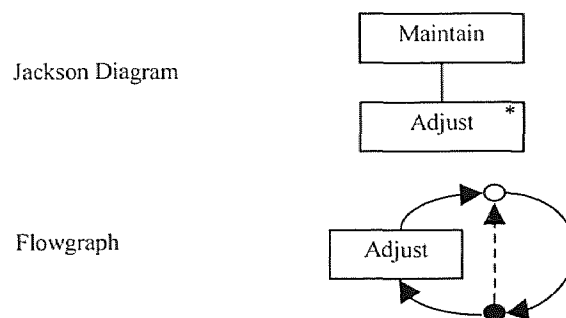 Maintain
Jackson Diagram
Adjust *
Flowgraph
Adjust